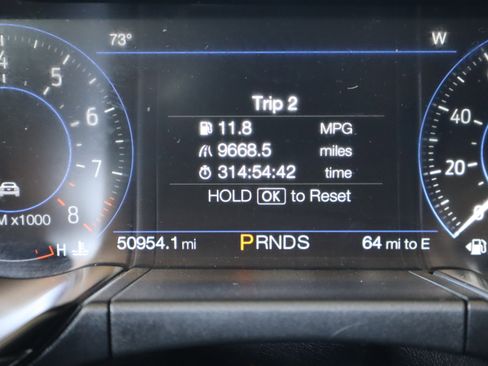 73° W
Trip 2
11.8 MPG
9668.5 miles
314:54:42 time
HOLD OK to Reset
50954.1 mi PRNDS 64 mi to E
4
5
6
7
8
M x1000
H
40
20
0